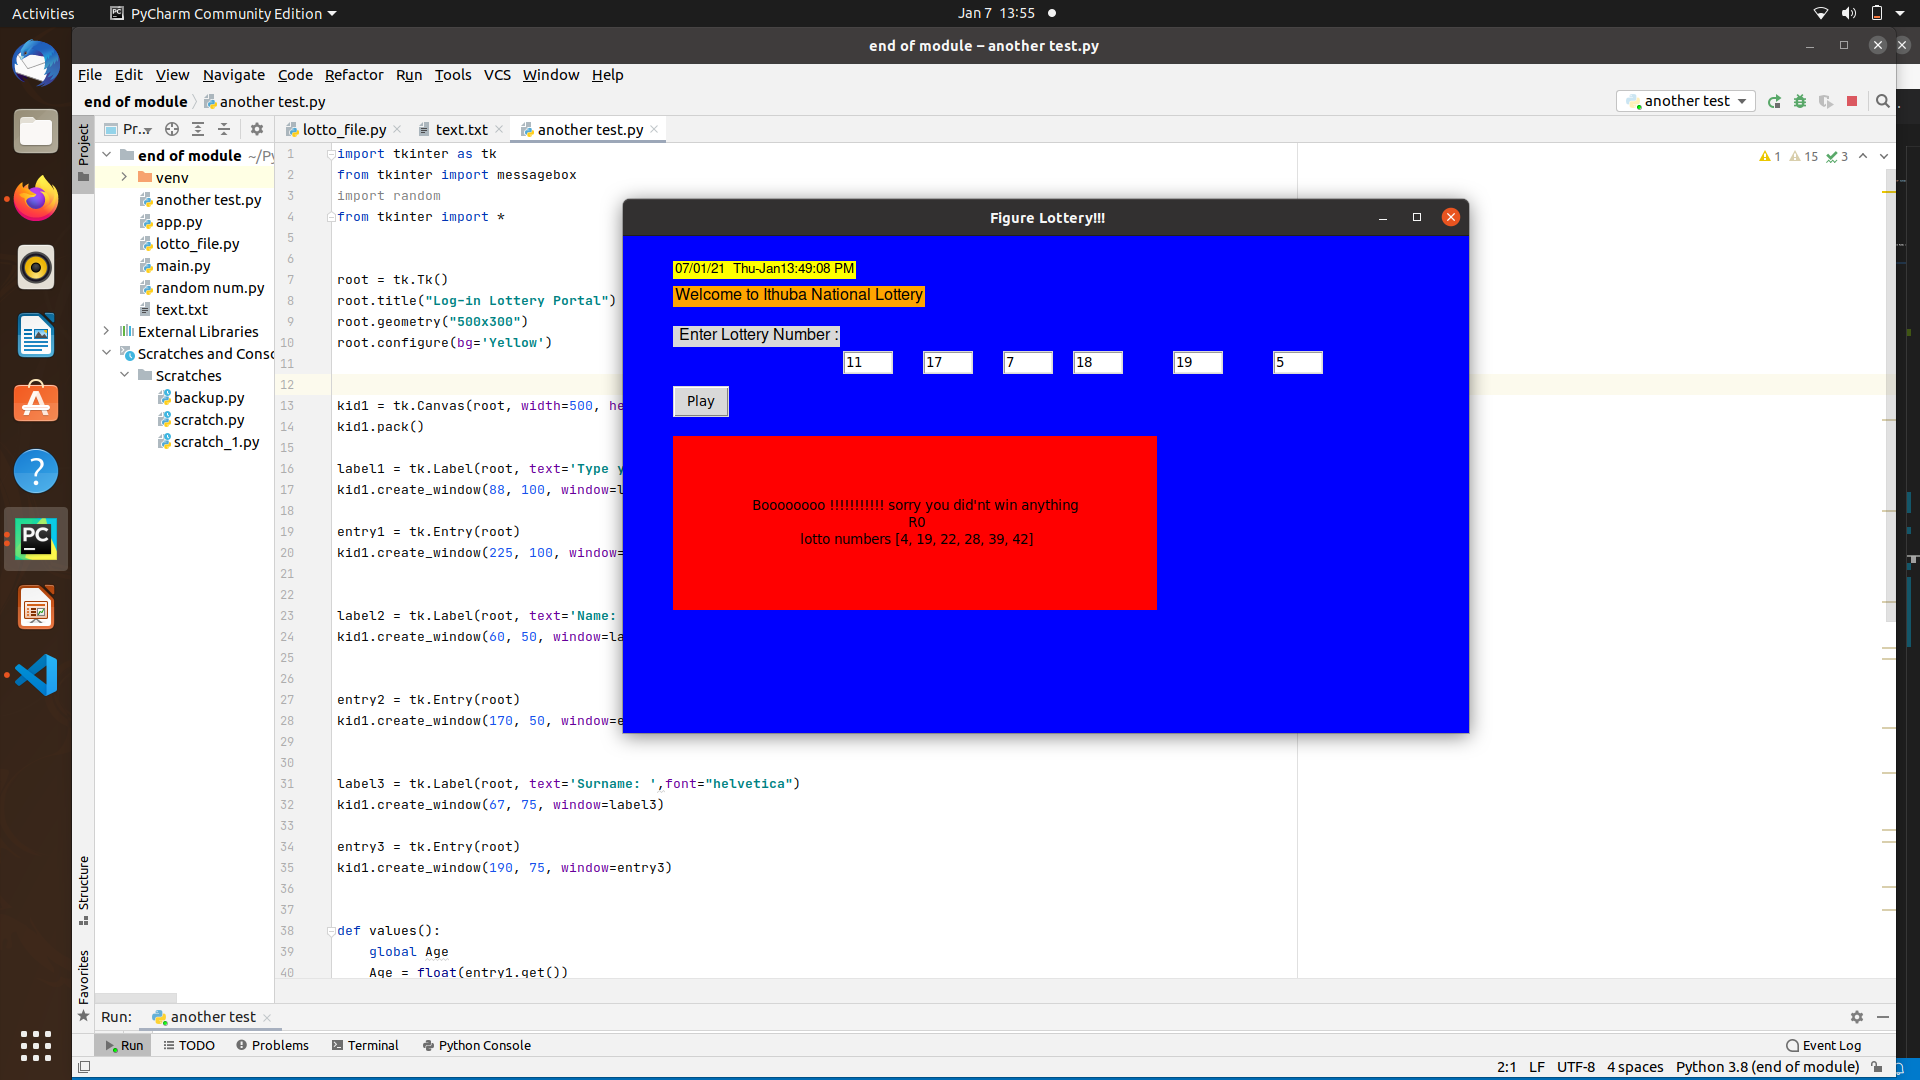 Activities
PyCharm Community Edition
Jan 7 13:55
end of module – another test.py
File Edit View Navigate Code Refactor Run Tools VCS Window Help
end of module another test.py
another test
Project
Pr...
lotto_file.py
text.txt
another test.py
end of module ~/Py
venv
another test.py
app.py
lotto_file.py
main.py
random num.py
text.txt
External Libraries
Scratches and Conso
Scratches
backup.py
scratch.py
scratch_1.py
Structure
Favorites
1 15 3
1 import tkinter as tk
2 from tkinter import messagebox
3 import random
4 from tkinter import *
5
6
7 root = tk.Tk()
8 root.title("Log-in Lottery Portal")
9 root.geometry("500x300")
10 root.configure(bg='Yellow')
11
12
13 kid1 = tk.Canvas(root, width=500, he
14 kid1.pack()
15
16 label1 = tk.Label(root, text='Type y
17 kid1.create_window(88, 100, window=l
18
19 entry1 = tk.Entry(root)
20 kid1.create_window(225, 100, window=
21
22
23 label2 = tk.Label(root, text='Name:
24 kid1.create_window(60, 50, window=la
25
26
27 entry2 = tk.Entry(root)
28 kid1.create_window(170, 50, window=e
29
30
31 label3 = tk.Label(root, text='Surname: ',font="helvetica")
32 kid1.create_window(67, 75, window=label3)
33
34 entry3 = tk.Entry(root)
35 kid1.create_window(190, 75, window=entry3)
36
37
38 def values():
39 global Age
40 Age = float(entry1.get())
Figure Lottery!!!
07/01/21 Thu-Jan13:49:08 PM
Welcome to Ithuba National Lottery
Enter Lottery Number :
11 17 7 18 19 5
Play
Boooooooo !!!!!!!!!!! sorry you did'nt win anything
R0
lotto numbers [4, 19, 22, 28, 39, 42]
Run: another test
Run TODO Problems Terminal Python Console
Event Log
2:1 LF UTF-8 4 spaces Python 3.8 (end of module)